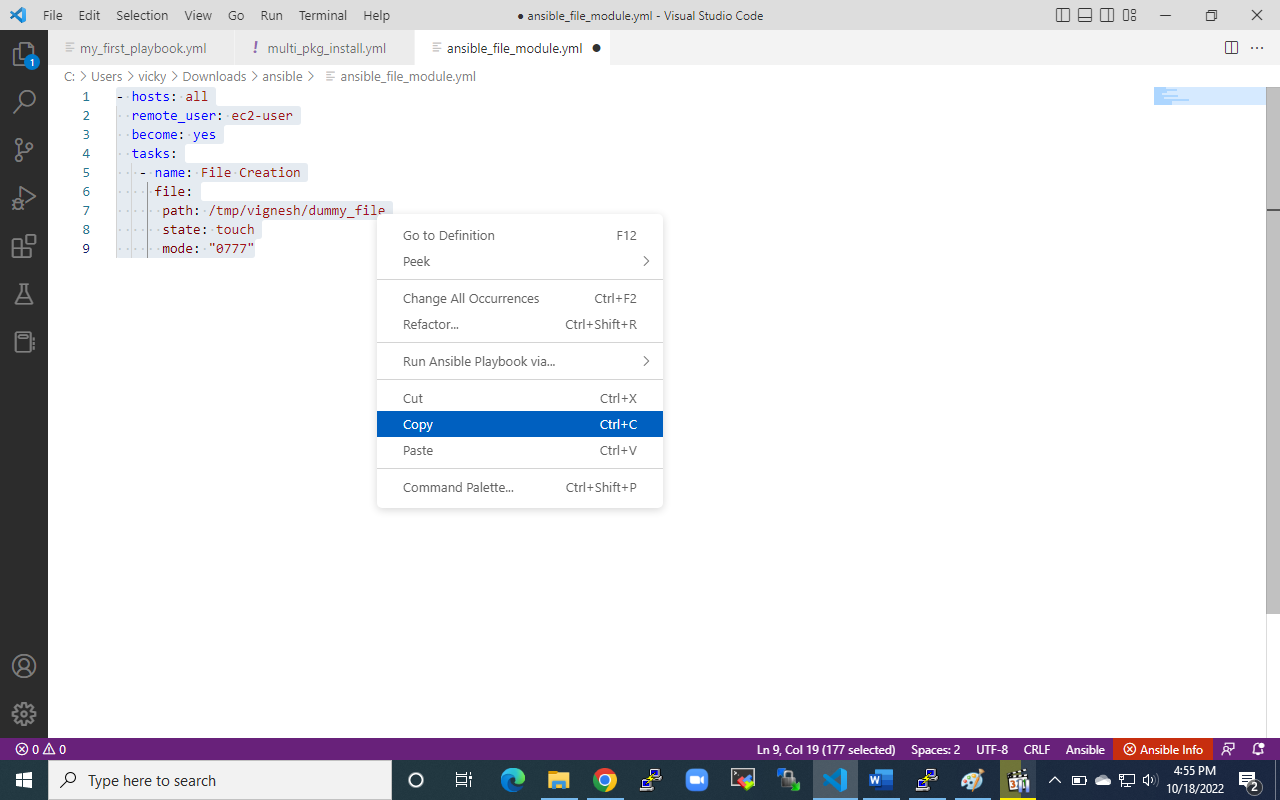 File Edit Selection View Go Run Terminal Help ● ansible_file_module.yml - Visual Studio Code
my_first_playbook.yml ! multi_pkg_install.yml ansible_file_module.yml ●
C: > Users > vicky > Downloads > ansible > ansible_file_module.yml
1 - hosts: all
2 remote_user: ec2-user
3 become: yes
4 tasks:
5 - name: File Creation
6 file:
7 path: /tmp/vignesh/dummy_file
8 state: touch
9 mode: "0777"
Go to Definition F12
Peek
Change All Occurrences Ctrl+F2
Refactor... Ctrl+Shift+R
Run Ansible Playbook via...
Cut Ctrl+X
Copy Ctrl+C
Paste Ctrl+V
Command Palette... Ctrl+Shift+P
1
0 0 Ln 9, Col 19 (177 selected) Spaces: 2 UTF-8 CRLF Ansible Ansible Info
Type here to search
4:55 PM
10/18/2022
2